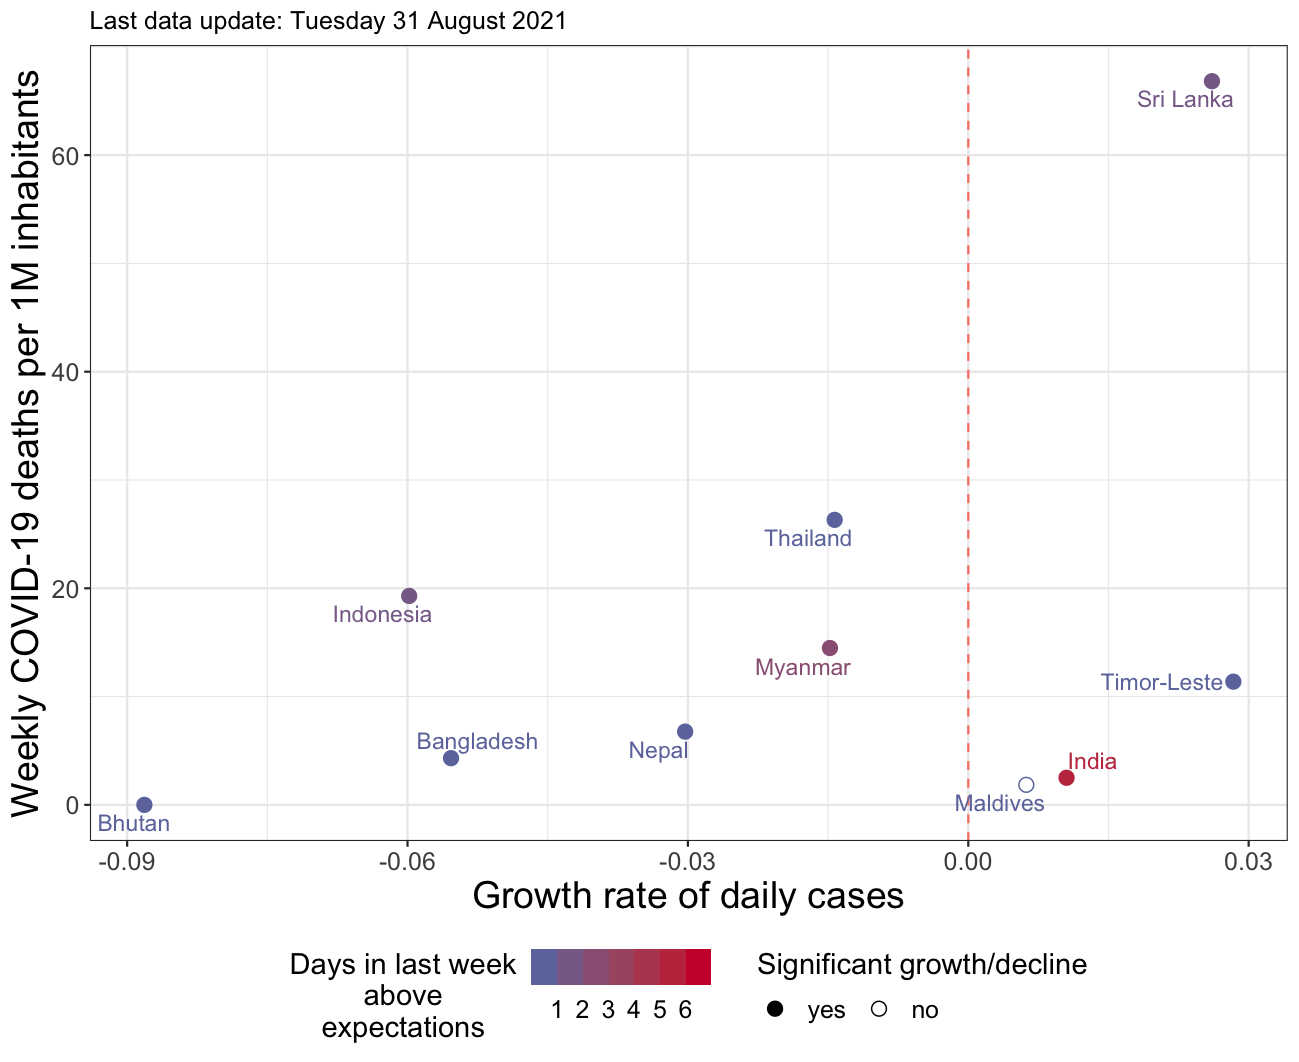 Last data update: Tuesday 31 August 2021
Weekly COVID-19 deaths per 1M inhabitants
60
40
20
0
Sri Lanka
Thailand
Indonesia
Myanmar
Timor-Leste
Bangladesh
Nepal
India
Maldives
Bhutan
-0.09 -0.06 -0.03 0.00 0.03
Growth rate of daily cases
Days in last week
above
expectations
1 2 3 4 5 6
Significant growth/decline
yes no